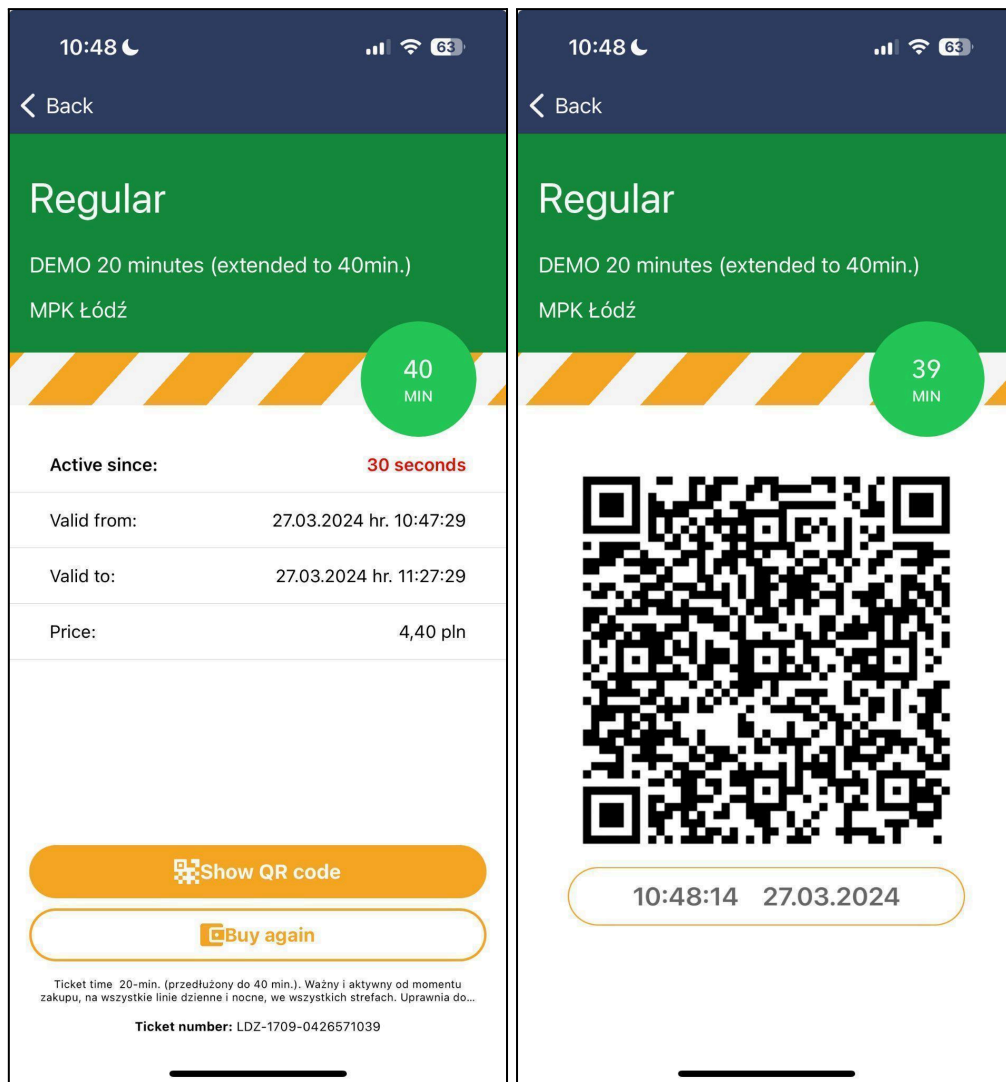 10:48
63
Back
Regular
DEMO 20 minutes (extended to 40min.)
MPK Łódź
40
MIN
Active since: 30 seconds
Valid from: 27.03.2024 hr. 10:47:29
Valid to: 27.03.2024 hr. 11:27:29
Price: 4,40 pln
Show QR code
Buy again
Ticket time 20-min. (przedłużony do 40 min.). Ważny i aktywny od momentu
zakupu, na wszystkie linie dzienne i nocne, we wszystkich strefach. Uprawnia do...
Ticket number: LDZ-1709-0426571039
10:48
63
Back
Regular
DEMO 20 minutes (extended to 40min.)
MPK Łódź
39
MIN
10:48:14 27.03.2024